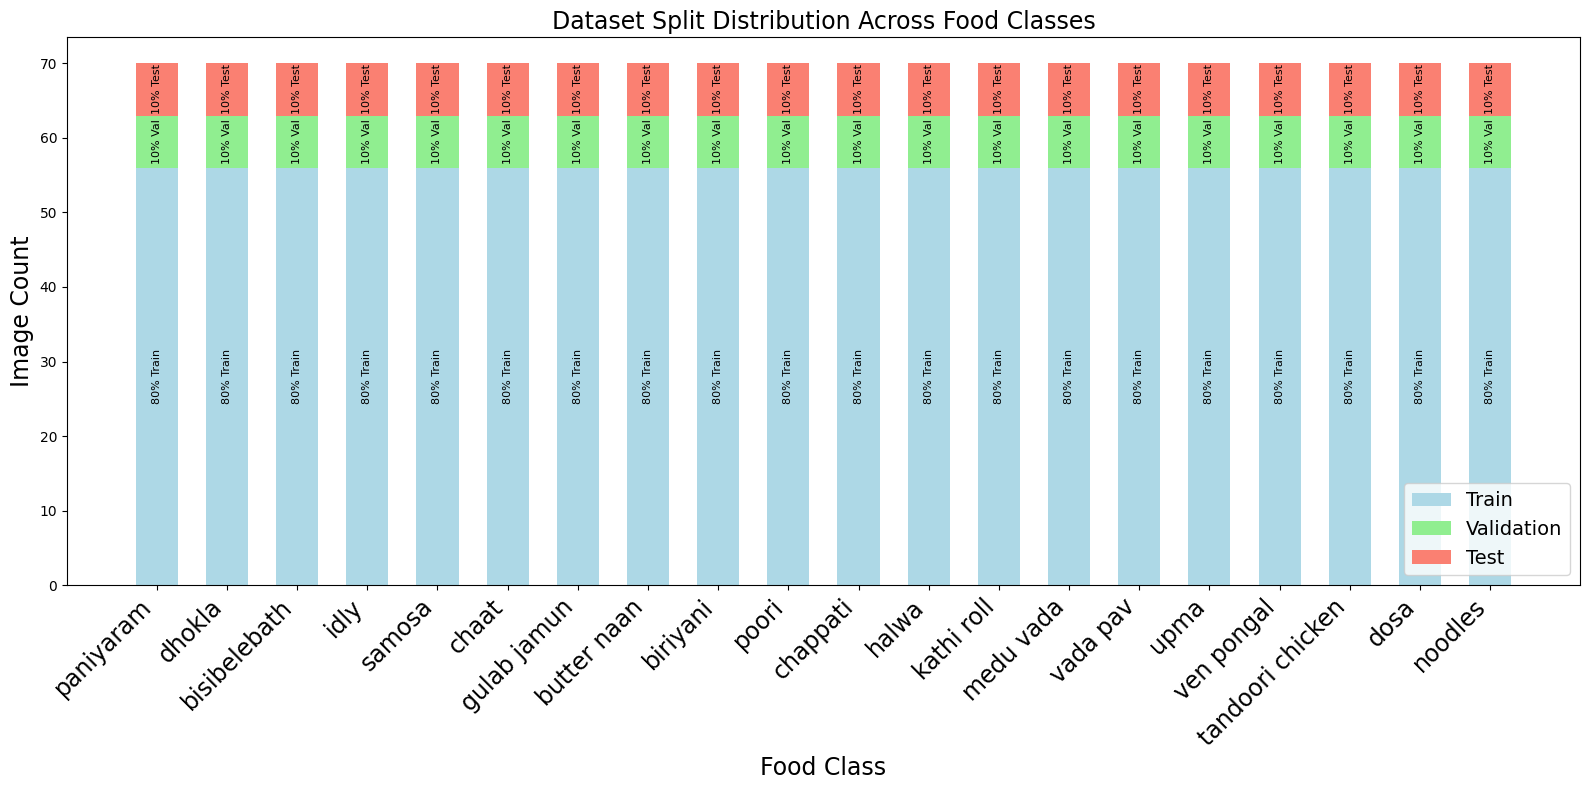 Dataset Split Distribution Across Food Classes
Image Count
70
60
50
40
30
20
10
0
10% Test 10% Test 10% Test 10% Test 10% Test 10% Test 10% Test 10% Test 10% Test 10% Test 10% Test 10% Test 10% Test 10% Test 10% Test 10% Test 10% Test 10% Test 10% Test 10% Test
10% Val 10% Val 10% Val 10% Val 10% Val 10% Val 10% Val 10% Val 10% Val 10% Val 10% Val 10% Val 10% Val 10% Val 10% Val 10% Val 10% Val 10% Val 10% Val 10% Val
80% Train 80% Train 80% Train 80% Train 80% Train 80% Train 80% Train 80% Train 80% Train 80% Train 80% Train 80% Train 80% Train 80% Train 80% Train 80% Train 80% Train 80% Train 80% Train 80% Train
Train
Validation
Test
paniyaram
dhokla
bisibelebath
idly
samosa
chaat
gulab jamun
butter naan
biriyani
poori
chappati
halwa
kathi roll
medu vada
vada pav
upma
ven pongal
tandoori chicken
dosa
noodles
Food Class